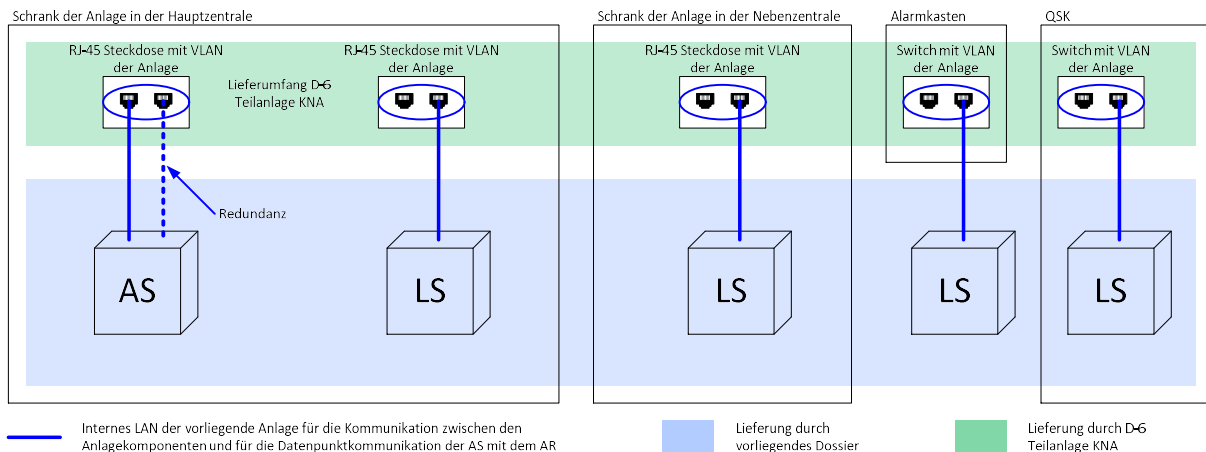 Schrank der Anlage in der Hauptzentrale
Schrank der Anlage in der Nebenzentrale
Alarmkasten
QSK
RJ-45 Steckdose mit VLAN
der Anlage
Lieferumfang D-6
Teilanlage KNA
RJ-45 Steckdose mit VLAN
der Anlage
RJ-45 Steckdose mit VLAN
der Anlage
Switch mit VLAN
der Anlage
Switch mit VLAN
der Anlage
Redundanz
AS
LS
LS
LS
LS
Internes LAN der vorliegende Anlage für die Kommunikation zwischen den
Anlagekomponenten und für die Datenpunktkommunikation der AS mit dem AR
Lieferung durch
vorliegendes Dossier
Lieferung durch D-6
Teilanlage KNA